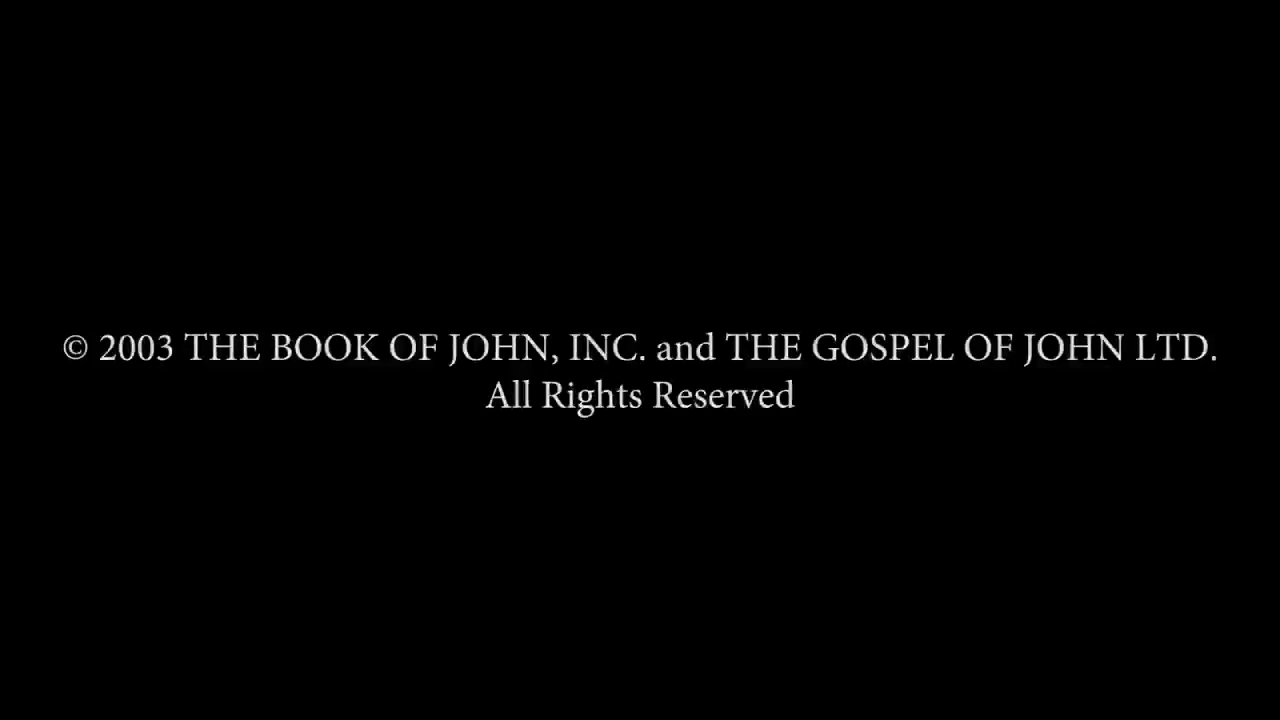 © 2003 THE BOOK OF JOHN, INC. and THE GOSPEL OF JOHN LTD.
All Rights Reserved